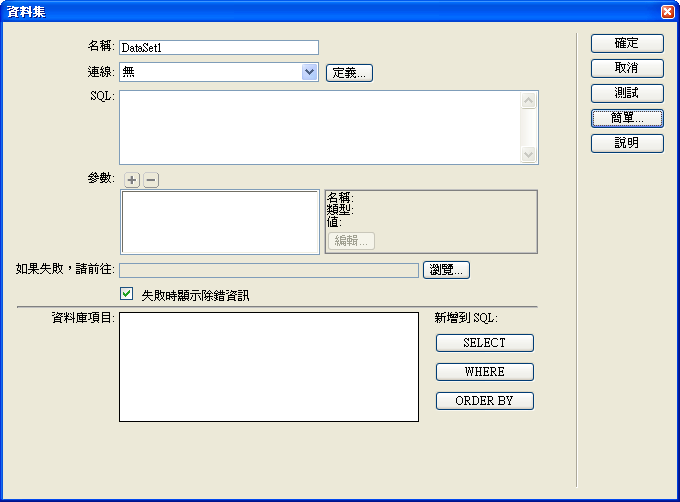 資料集
名稱: DataSet1
連線: 無 定義...
SQL:
參數:
名稱:
類型:
值:
編輯...
如果失敗，請前往: 瀏覽...
失敗時顯示除錯資訊
資料庫項目:
新增到 SQL:
SELECT
WHERE
ORDER BY
確定
取消
測試
簡單...
說明